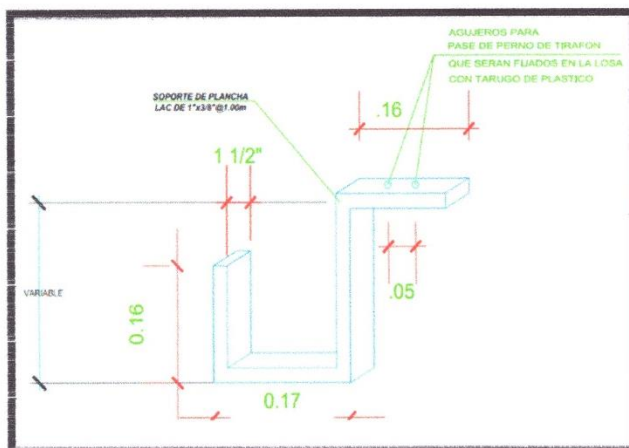 AGUJEROS PARA
PASE DE PERNO DE TIRAFON
QUE SERAN FIJADOS EN LA LOSA
CON TARUGO DE PLASTICO
SOPORTE DE PLANCHA
LAC DE 1"x3/8"@1.00m
.16
1 1/2"
.05
VARIABLE
0.16
0.17